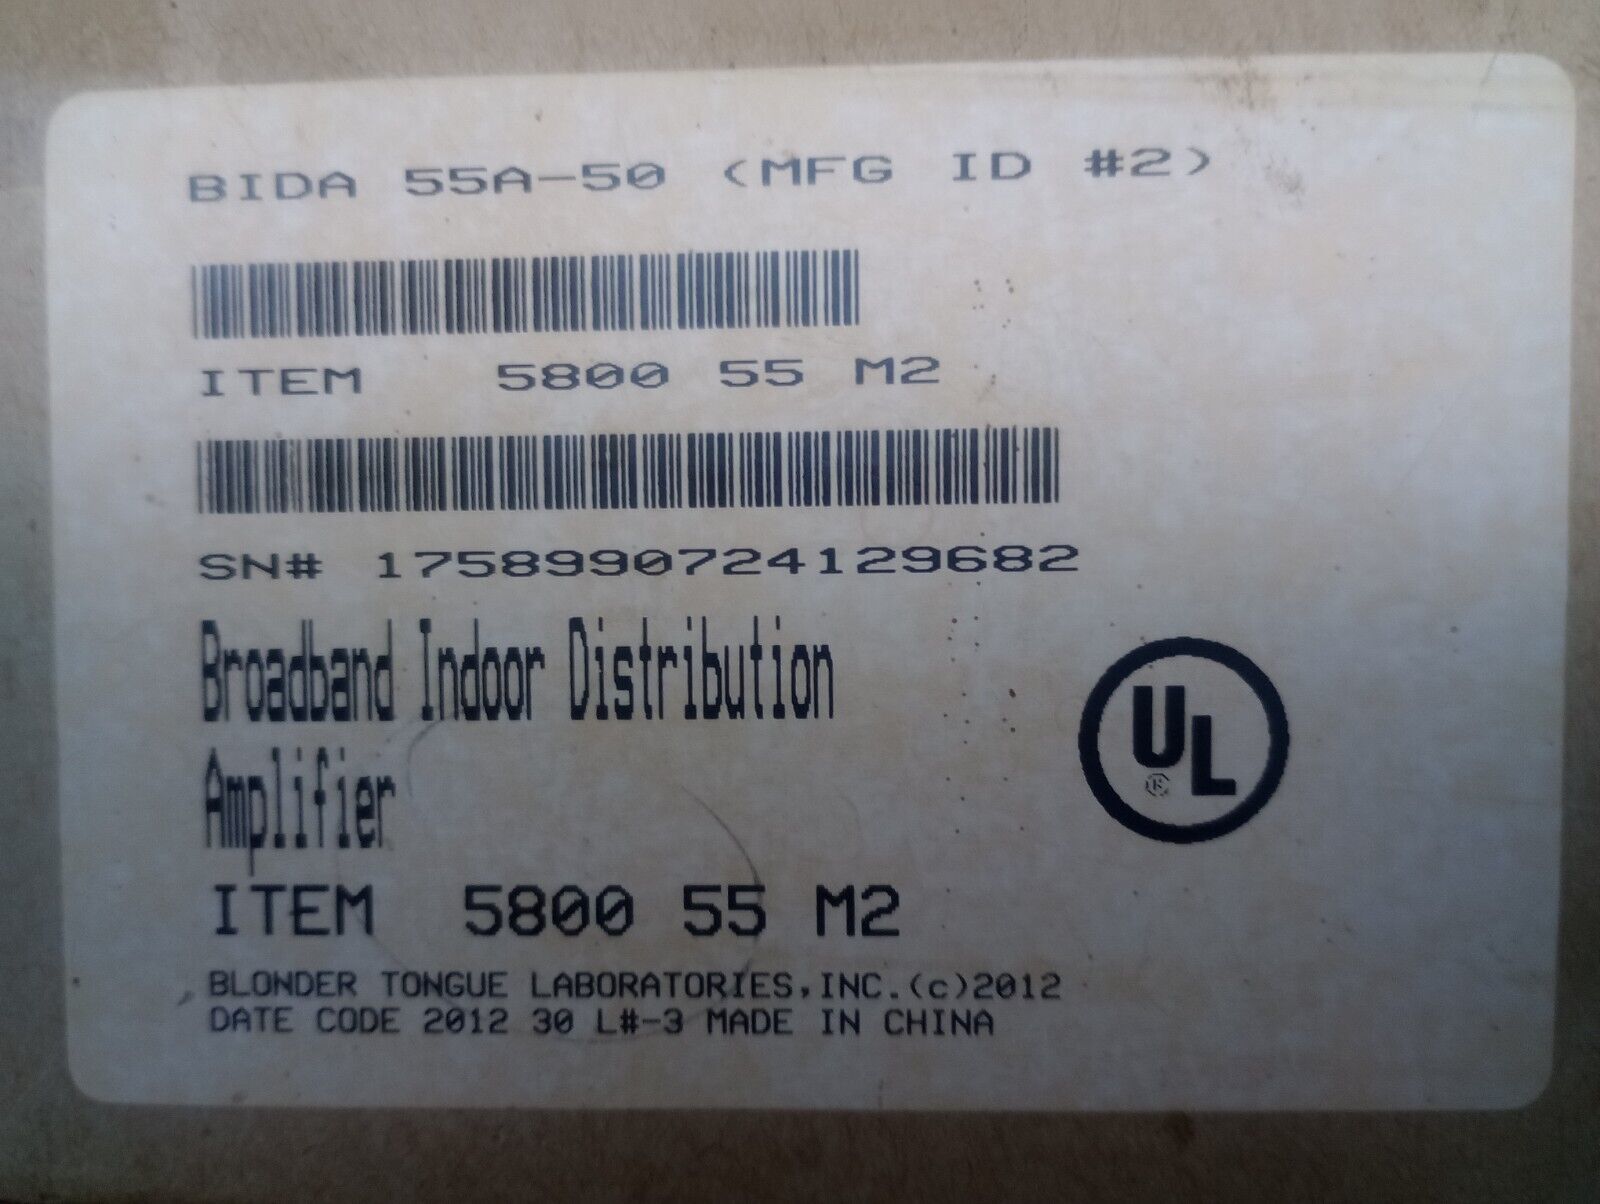 BIDA 55A-50 (MFG ID #2)
ITEM 5800 55 M2
SN# 1758990724129682
Broadband Indoor Distribution
Amplifier
UL
®
ITEM 5800 55 M2
BLONDER TONGUE LABORATORIES,INC.(c)2012
DATE CODE 2012 30 L#-3 MADE IN CHINA